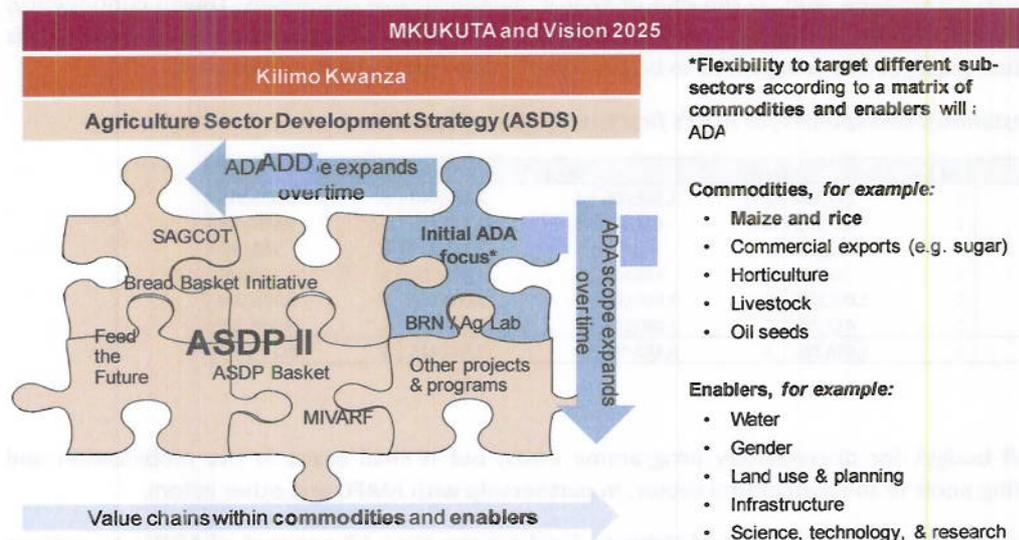 MKUKUTA and Vision 2025
Kilimo Kwanza
Agriculture Sector Development Strategy (ASDS)
ADD e expands
over time
SAGCOT
Bread Basket Initiative
Initial ADA
focus*
BRN / Ag Lab
Feed
the
Future
ASDP II
ASDP Basket
MIVARF
Other projects
& programs
ADA scope expands
over time
Value chains within commodities and enablers
*Flexibility to target different sub-
sectors according to a matrix of
commodities and enablers will :
ADA
Commodities, for example:
• Maize and rice
• Commercial exports (e.g. sugar)
• Horticulture
• Livestock
• Oil seeds
Enablers, for example:
• Water
• Gender
• Land use & planning
• Infrastructure
• Science, technology, & research